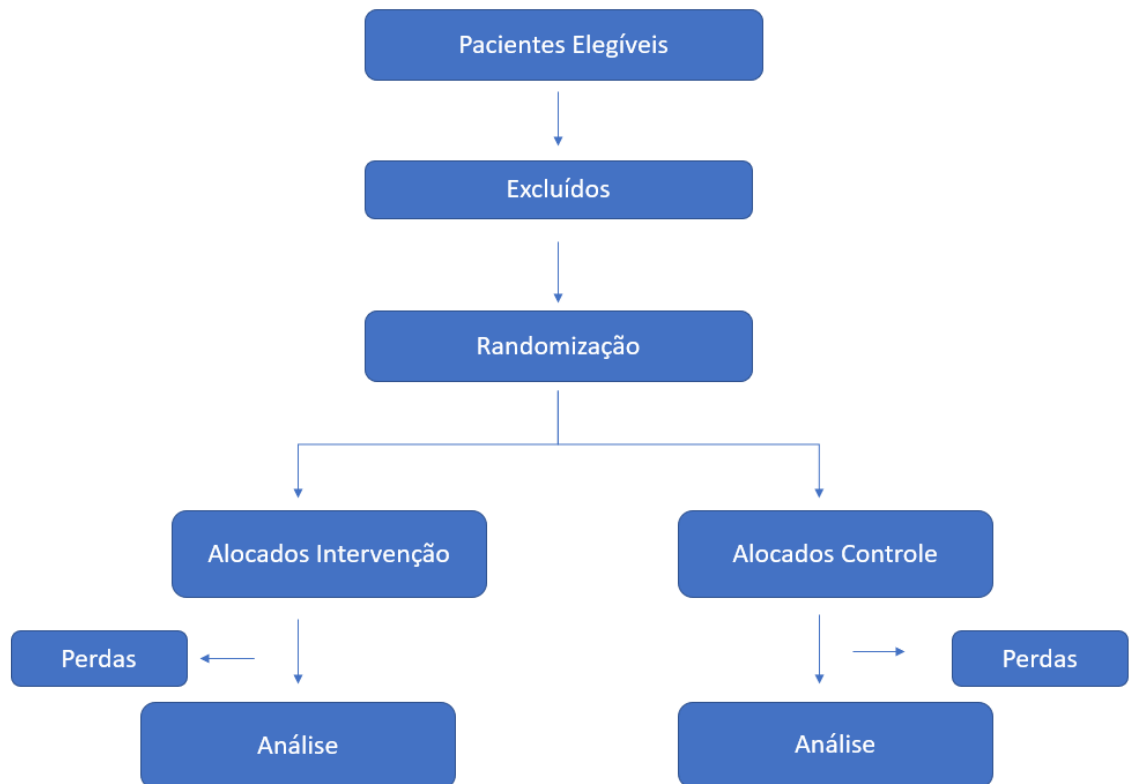 Pacientes Elegíveis
Excluídos
Randomização
Alocados Intervenção
Alocados Controle
Perdas
Perdas
Análise
Análise